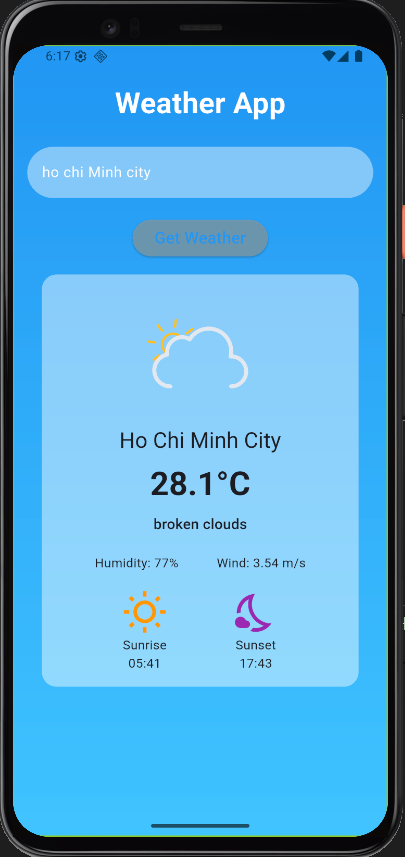 6:17
Weather App
ho chi Minh city
Get Weather
Ho Chi Minh City
28.1°C
broken clouds
Humidity: 77% Wind: 3.54 m/s
Sunrise Sunset
05:41 17:43